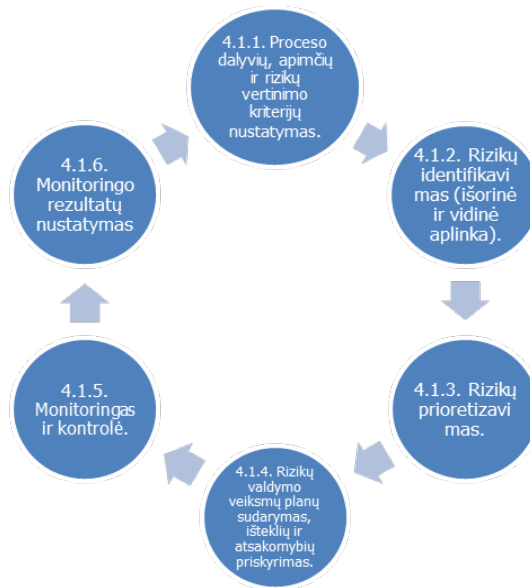 4.1.1. Proceso
dalyvių, apimčių
ir rizikų
vertinimo
kriterijų
nustatymas.
4.1.2. Rizikų
identifikavi
mas (išorinė
ir vidinė
aplinka).
4.1.3. Rizikų
prioretizavi
mas.
4.1.4. Rizikų
valdymo
veiksmų planų
sudarymas,
išteklių ir
atsakomybių
priskyrimas.
4.1.5.
Monitoringas
ir kontrolė.
4.1.6.
Monitoringo
rezultatų
nustatymas